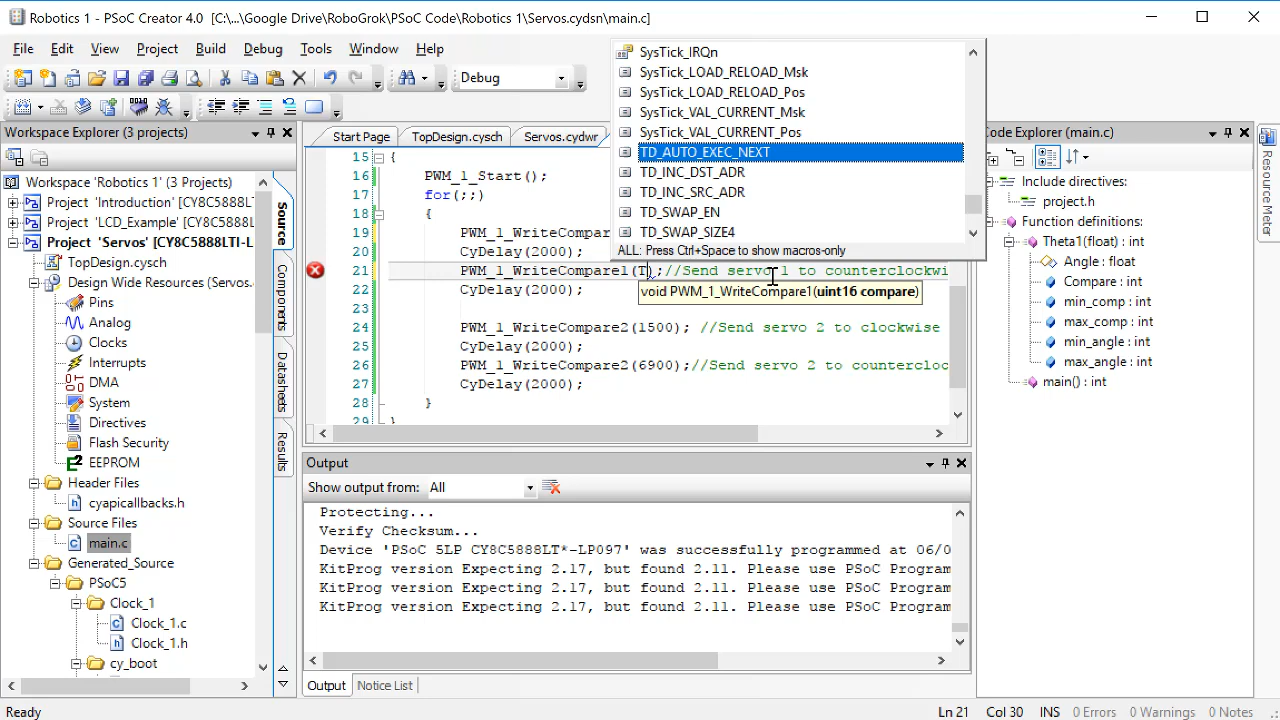 Robotics 1 - PSoC Creator 4.0 [C:\...\Google Drive\RoboGrok\PSoC Code\Robotics 1\Servos.cydsn\main.c]
File Edit View Project Build Debug Tools Window Help
Debug
Workspace Explorer (3 projects)
Workspace 'Robotics 1' (3 Projects)
Project 'Introduction' [CY8C5888L
Project 'LCD_Example' [CY8C5888
Project 'Servos' [CY8C5888LTI-L
TopDesign.cysch
Design Wide Resources (Servos.
Pins
Analog
Clocks
Interrupts
DMA
System
Directives
Flash Security
EEPROM
Header Files
cyapicallbacks.h
Source Files
main.c
Generated_Source
PSoC5
Clock_1
Clock_1.c
Clock_1.h
cy_boot
Source
Components
Datasheets
Results
Start Page TopDesign.cysch Servos.cydwr
15 {
16 PWM_1_Start();
17 for(;;)
18 {
19 PWM_1_WriteCompar
20 CyDelay(2000);
21 PWM_1_WriteCompare1(T);//Send servo 1 to counterclockwi
22 CyDelay(2000);
23
24 PWM_1_WriteCompare2(1500); //Send servo 2 to clockwise
25 CyDelay(2000);
26 PWM_1_WriteCompare2(6900);//Send servo 2 to countercloc
27 CyDelay(2000);
28 }
29 }
SysTick_IRQn
SysTick_LOAD_RELOAD_Msk
SysTick_LOAD_RELOAD_Pos
SysTick_VAL_CURRENT_Msk
SysTick_VAL_CURRENT_Pos
TD_AUTO_EXEC_NEXT
TD_INC_DST_ADR
TD_INC_SRC_ADR
TD_SWAP_EN
TD_SWAP_SIZE4
ALL: Press Ctrl+Space to show macros-only
void PWM_1_WriteCompare1(uint16 compare)
Output
Show output from: All
Protecting...
Verify Checksum...
Device 'PSoC 5LP CY8C5888LT*-LP097' was successfully programmed at 06/0
KitProg version Expecting 2.17, but found 2.11. Please use PSoC Program
KitProg version Expecting 2.17, but found 2.11. Please use PSoC Program
KitProg version Expecting 2.17, but found 2.11. Please use PSoC Program
Output Notice List
Code Explorer (main.c)
Include directives:
project.h
Function definitions:
Theta1(float) : int
Angle : float
Compare : int
min_comp : int
max_comp : int
min_angle : int
max_angle : int
main() : int
Resource Meter
Ready
Ln 21 Col 30 INS 0 Errors 0 Warnings 0 Notes